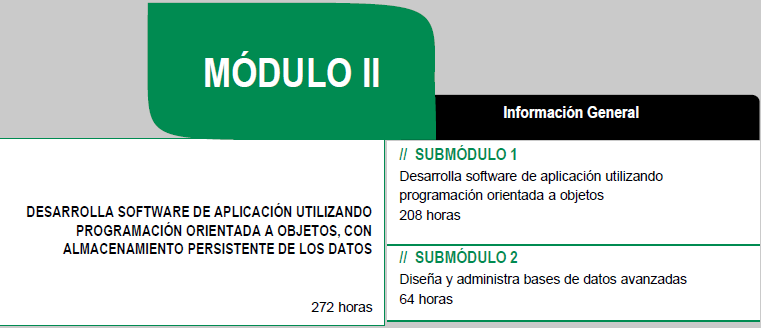 MÓDULO II
Información General
DESARROLLA SOFTWARE DE APLICACIÓN UTILIZANDO
PROGRAMACIÓN ORIENTADA A OBJETOS, CON
ALMACENAMIENTO PERSISTENTE DE LOS DATOS
272 horas
// SUBMÓDULO 1
Desarrolla software de aplicación utilizando
programación orientada a objetos
208 horas
// SUBMÓDULO 2
Diseña y administra bases de datos avanzadas
64 horas